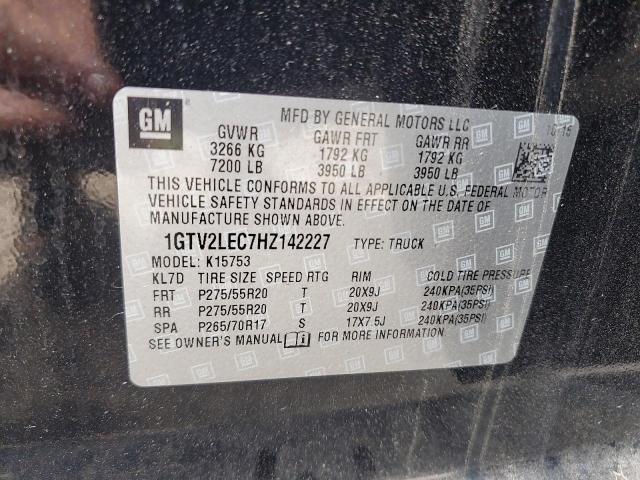 GM
MFD BY GENERAL MOTORS LLC
GVWR GAWR FRT GAWR RR
3266 KG 1792 KG 1792 KG
7200 LB 3950 LB 3950 LB
THIS VEHICLE CONFORMS TO ALL APPLICABLE U.S. FEDERAL MOTOR
VEHICLE SAFETY STANDARDS IN EFFECT ON THE DATE OF
MANUFACTURE SHOWN ABOVE.
1GTV2LEC7HZ142227 TYPE: TRUCK
MODEL: K15753
KL7D TIRE SIZE SPEED RTG RIM COLD TIRE PRESSURE
FRT P275/55R20 T 20X9J 240KPA(35PSI)
RR P275/55R20 T 20X9J 240KPA(35PSI)
SPA P265/70R17 S 17X7.5J 240KPA(35PSI)
SEE OWNER'S MANUAL FOR MORE INFORMATION.